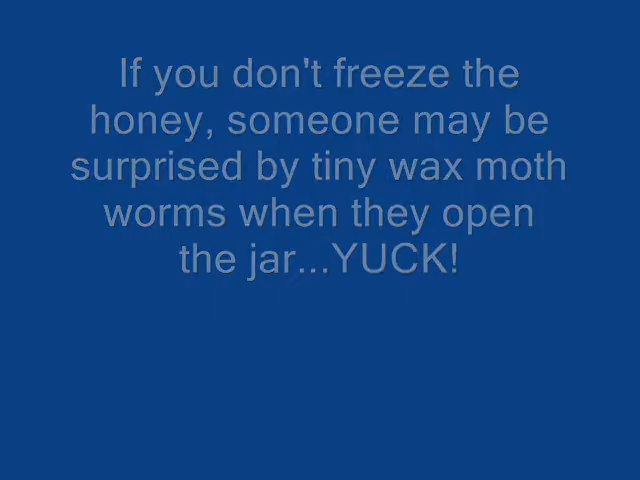 If you don't freeze the
honey, someone may be
surprised by tiny wax moth
worms when they open
the jar...YUCK!